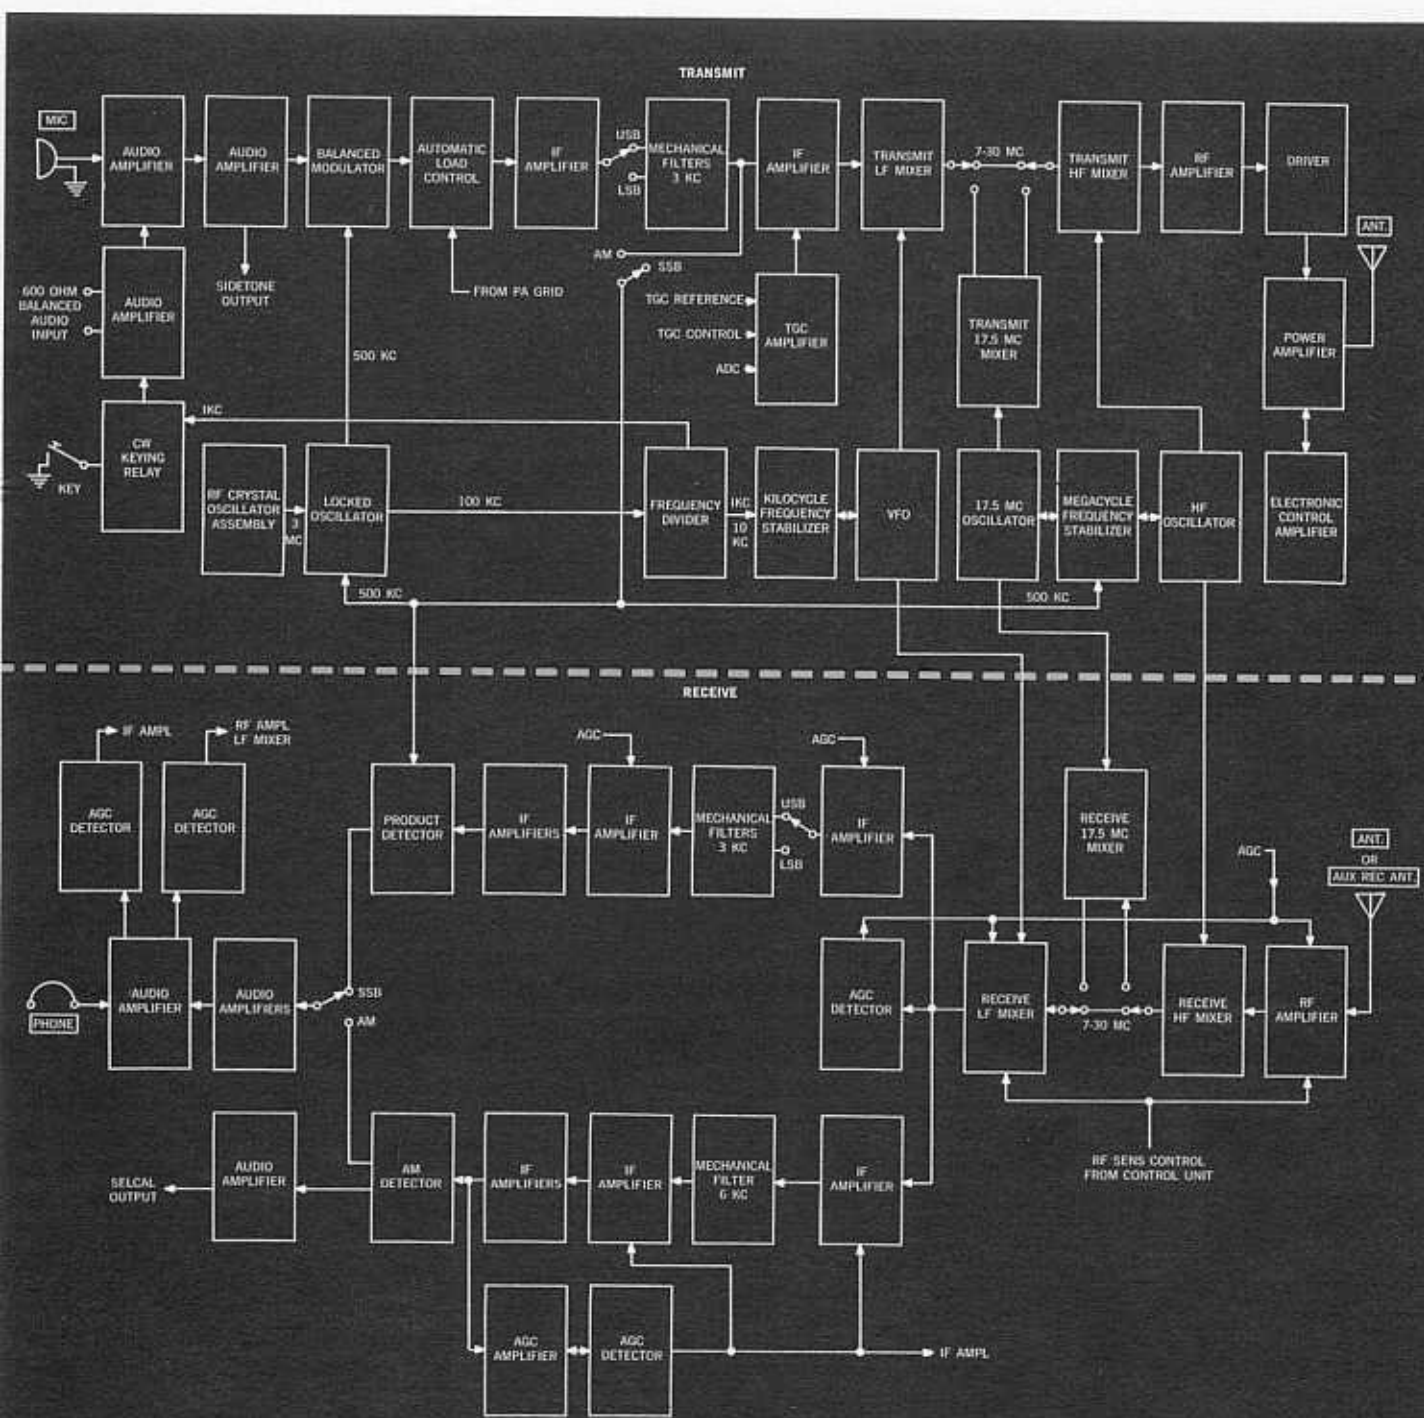 TRANSMIT
MIC
AUDIO
AMPLIFIER
AUDIO
AMPLIFIER
BALANCED
MODULATOR
AUTOMATIC
LOAD
CONTROL
IF
AMPLIFIER
USB
LSB
MECHANICAL
FILTERS
3 KC
IF
AMPLIFIER
TRANSMIT
LF MIXER
7-30 MC
TRANSMIT
HF MIXER
RF
AMPLIFIER
DRIVER
ANT.
AM
SSB
600 OHM
BALANCED
AUDIO
INPUT
AUDIO
AMPLIFIER
SIDETONE
OUTPUT
FROM PA GRID
TGC REFERENCE
TGC CONTROL
ADC
TGC
AMPLIFIER
TRANSMIT
17.5 MC
MIXER
POWER
AMPLIFIER
500 KC
1KC
CW
KEYING
RELAY
KEY
RF CRYSTAL
OSCILLATOR
ASSEMBLY
3
MC
LOCKED
OSCILLATOR
100 KC
FREQUENCY
DIVIDER
1KC
10
KC
KILOCYCLE
FREQUENCY
STABILIZER
VFO
17.5 MC
OSCILLATOR
MEGACYCLE
FREQUENCY
STABILIZER
HF
OSCILLATOR
ELECTRONIC
CONTROL
AMPLIFIER
500 KC
500 KC
RECEIVE
IF AMPL
RF AMPL
LF MIXER
AGC
AGC
AGC
DETECTOR
AGC
DETECTOR
PRODUCT
DETECTOR
IF
AMPLIFIERS
IF
AMPLIFIER
MECHANICAL
FILTERS
3 KC
USB
LSB
IF
AMPLIFIER
RECEIVE
17.5 MC
MIXER
AGC
ANT.
OR
AUX REC ANT.
PHONE
AUDIO
AMPLIFIER
AUDIO
AMPLIFIERS
SSB
AM
AGC
DETECTOR
RECEIVE
LF MIXER
7-30 MC
RECEIVE
HF MIXER
RF
AMPLIFIER
SELCAL
OUTPUT
AUDIO
AMPLIFIER
AM
DETECTOR
IF
AMPLIFIERS
IF
AMPLIFIER
MECHANICAL
FILTER
6 KC
IF
AMPLIFIER
RF SENS CONTROL
FROM CONTROL UNIT
AGC
AMPLIFIER
AGC
DETECTOR
IF AMPL